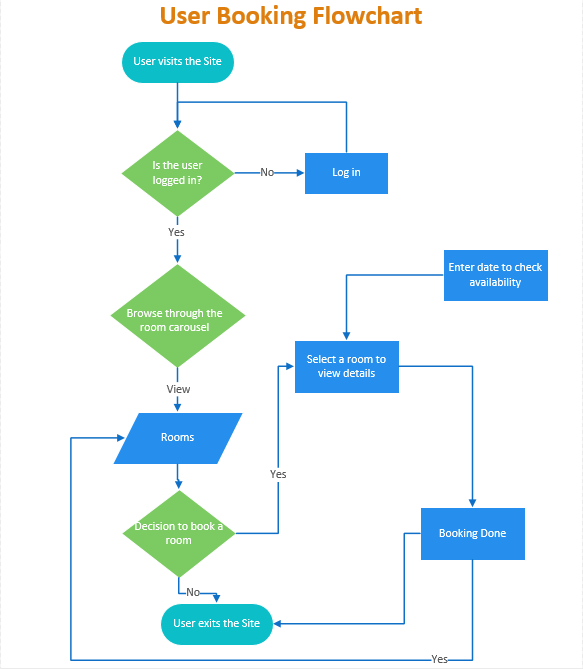 User Booking Flowchart
User visits the Site
Is the user
logged in?
No
Log in
Yes
Enter date to check
availability
Browse through the
room carousel
Select a room to
view details
View
Rooms
Yes
Decision to book a
room
Booking Done
No
User exits the Site
Yes